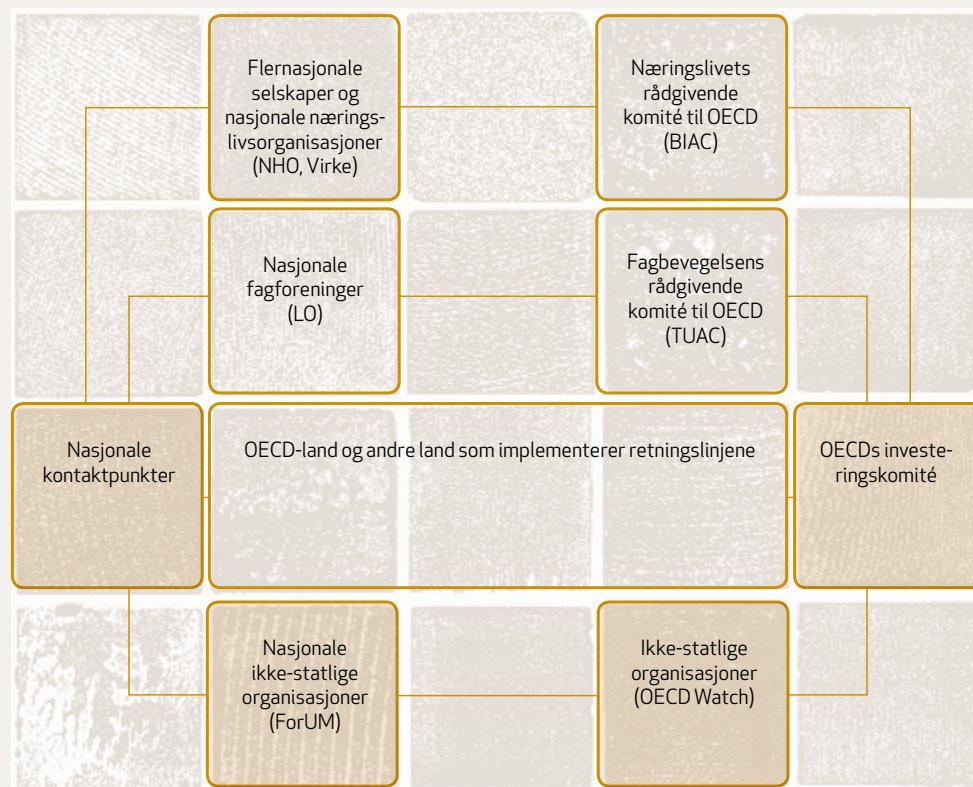 Flernasjonale
selskaper og
nasjonale nærings-
livsorganisasjoner
(NHO, Virke)
Næringslivets
rådgivende
komité til OECD
(BIAC)
Nasjonale
fagforeninger
(LO)
Fagbevegelsens
rådgivende
komité til OECD
(TUAC)
Nasjonale
kontaktpunkter
OECD-land og andre land som implementerer retningslinjene
OECDs investe-
ringskomité
Nasjonale
ikke-statlige
organisasjoner
(ForUM)
Ikke-statlige
organisasjoner
(OECD Watch)